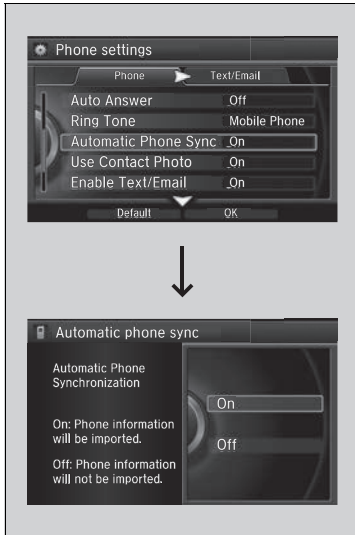 Phone settings
Phone Text/Email
Auto Answer Off
Ring Tone Mobile Phone
Automatic Phone Sync On
Use Contact Photo On
Enable Text/Email On
Default OK
Automatic phone sync
Automatic Phone
Synchronization
On: Phone information
will be imported.
Off: Phone information
will not be imported.
On
Off